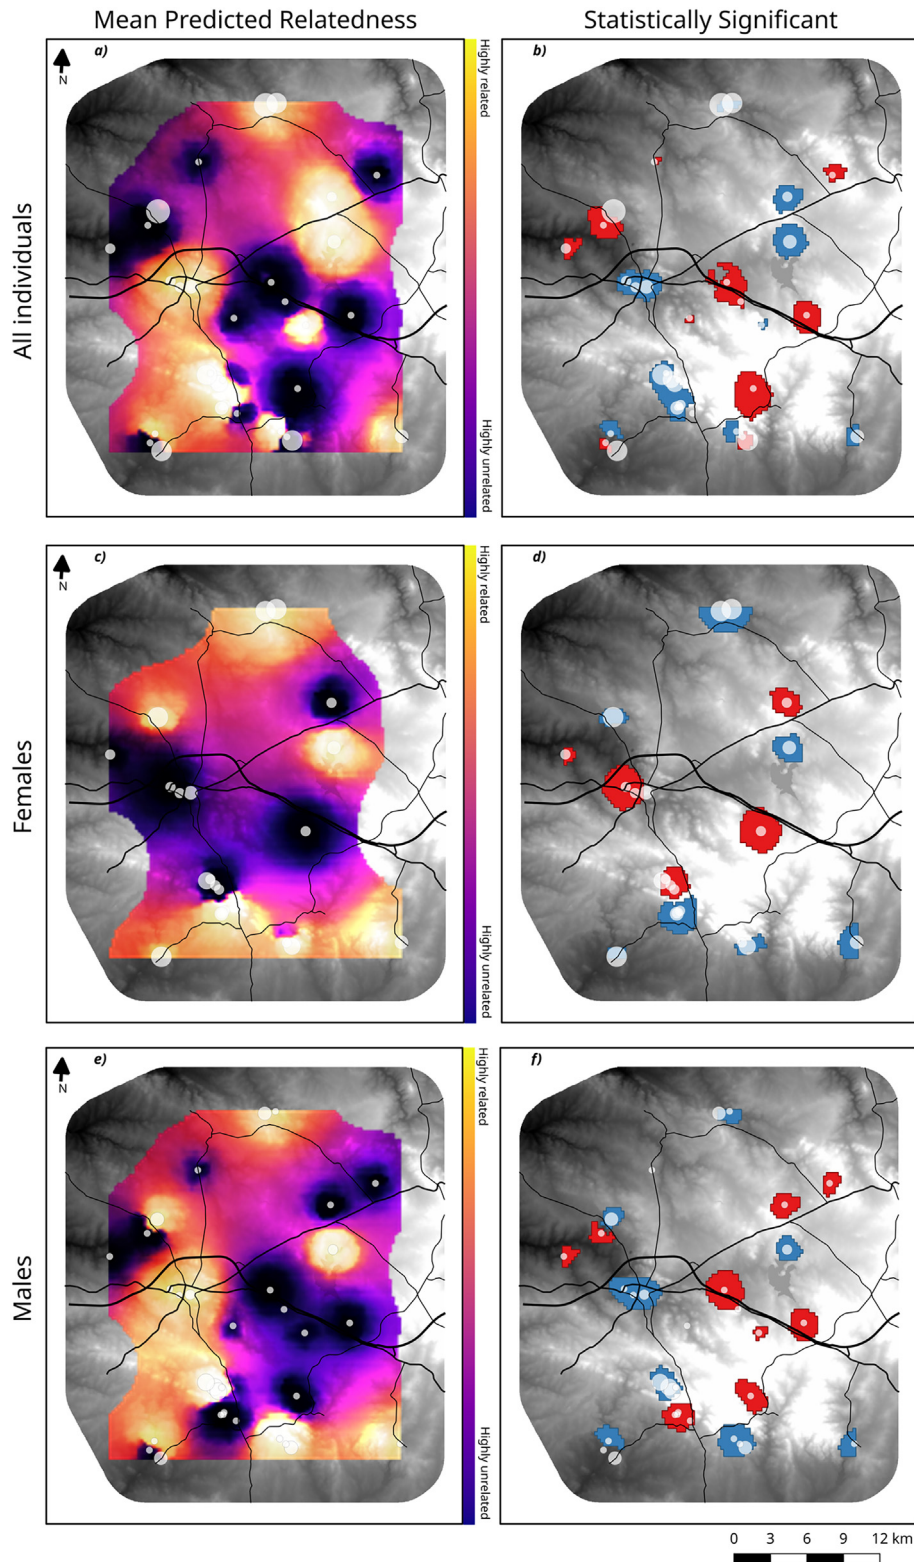 Mean Predicted Relatedness
Statistically Significant
All individuals
a)
N
Highly related
Highly unrelated
b)
Females
c)
N
Highly related
Highly unrelated
d)
Males
e)
N
Highly related
Highly unrelated
f)
0 3 6 9 12 km